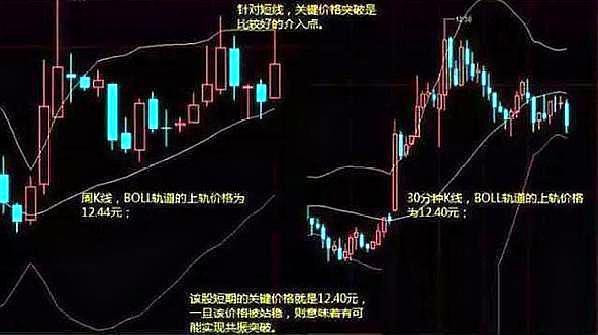 针对短线，关键价格突破是
比较好的介入点。
12.50
周K线，BOLL轨道的上轨价格为
12.44元；
30分钟K线，BOLL轨道的上轨价格
为12.40元；
该股短期的关键价格就是12.40元，
一旦该价格被站稳，则意味着有可
能实现共振突破。